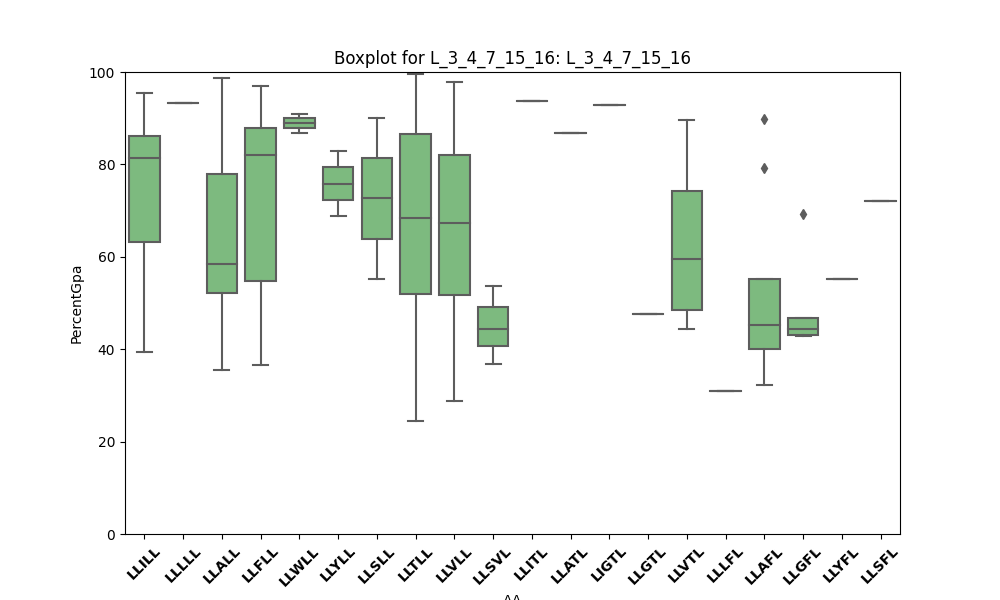 Boxplot for L_3_4_7_15_16: L_3_4_7_15_16
100
80
60
40
20
0
PercentGpa
LLILL LLLLL LLALL LLFLL LLWLL LLYLL LLSLL LLTLL LLVLL LLSVL LLITL LLATL LIGTL LLGTL LLVTL LLLFL LLAFL LLGFL LLYFL LLSFL
AA